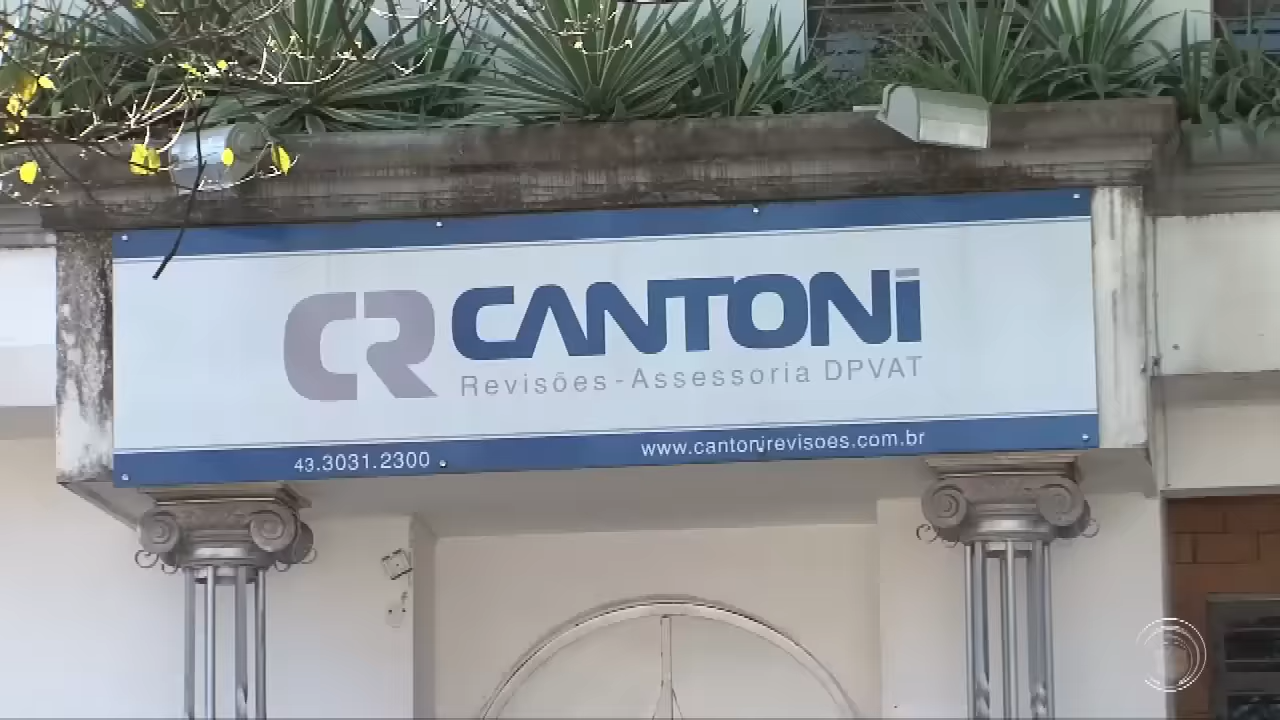 CR CANTONi
Revisões - Assessoria DPVAT
43.3031.2300
www.cantonirevisoes.com.br